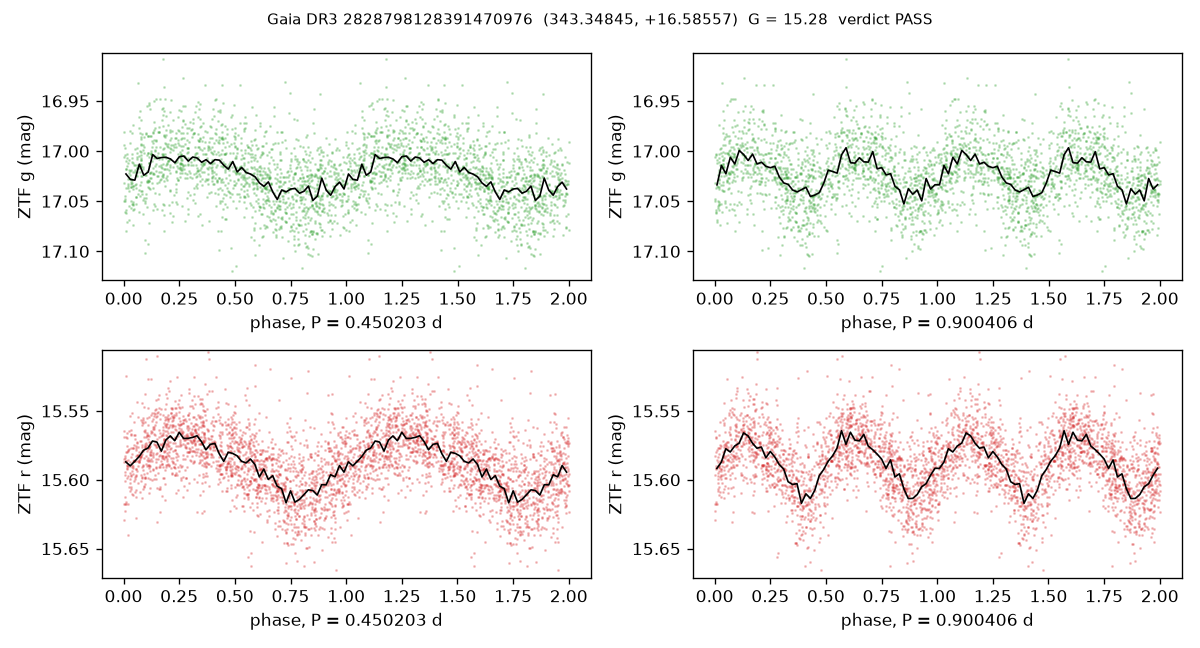 Gaia DR3 2828798128391470976  (343.34845, +16.58557)  G = 15.28  verdict PASS
ZTF g (mag)
16.95
17.00
17.05
17.10
0.00 0.25 0.50 0.75 1.00 1.25 1.50 1.75 2.00
phase, P = 0.450203 d
ZTF g (mag)
16.95
17.00
17.05
17.10
0.00 0.25 0.50 0.75 1.00 1.25 1.50 1.75 2.00
phase, P = 0.900406 d
ZTF r (mag)
15.55
15.60
15.65
0.00 0.25 0.50 0.75 1.00 1.25 1.50 1.75 2.00
phase, P = 0.450203 d
ZTF r (mag)
15.55
15.60
15.65
0.00 0.25 0.50 0.75 1.00 1.25 1.50 1.75 2.00
phase, P = 0.900406 d